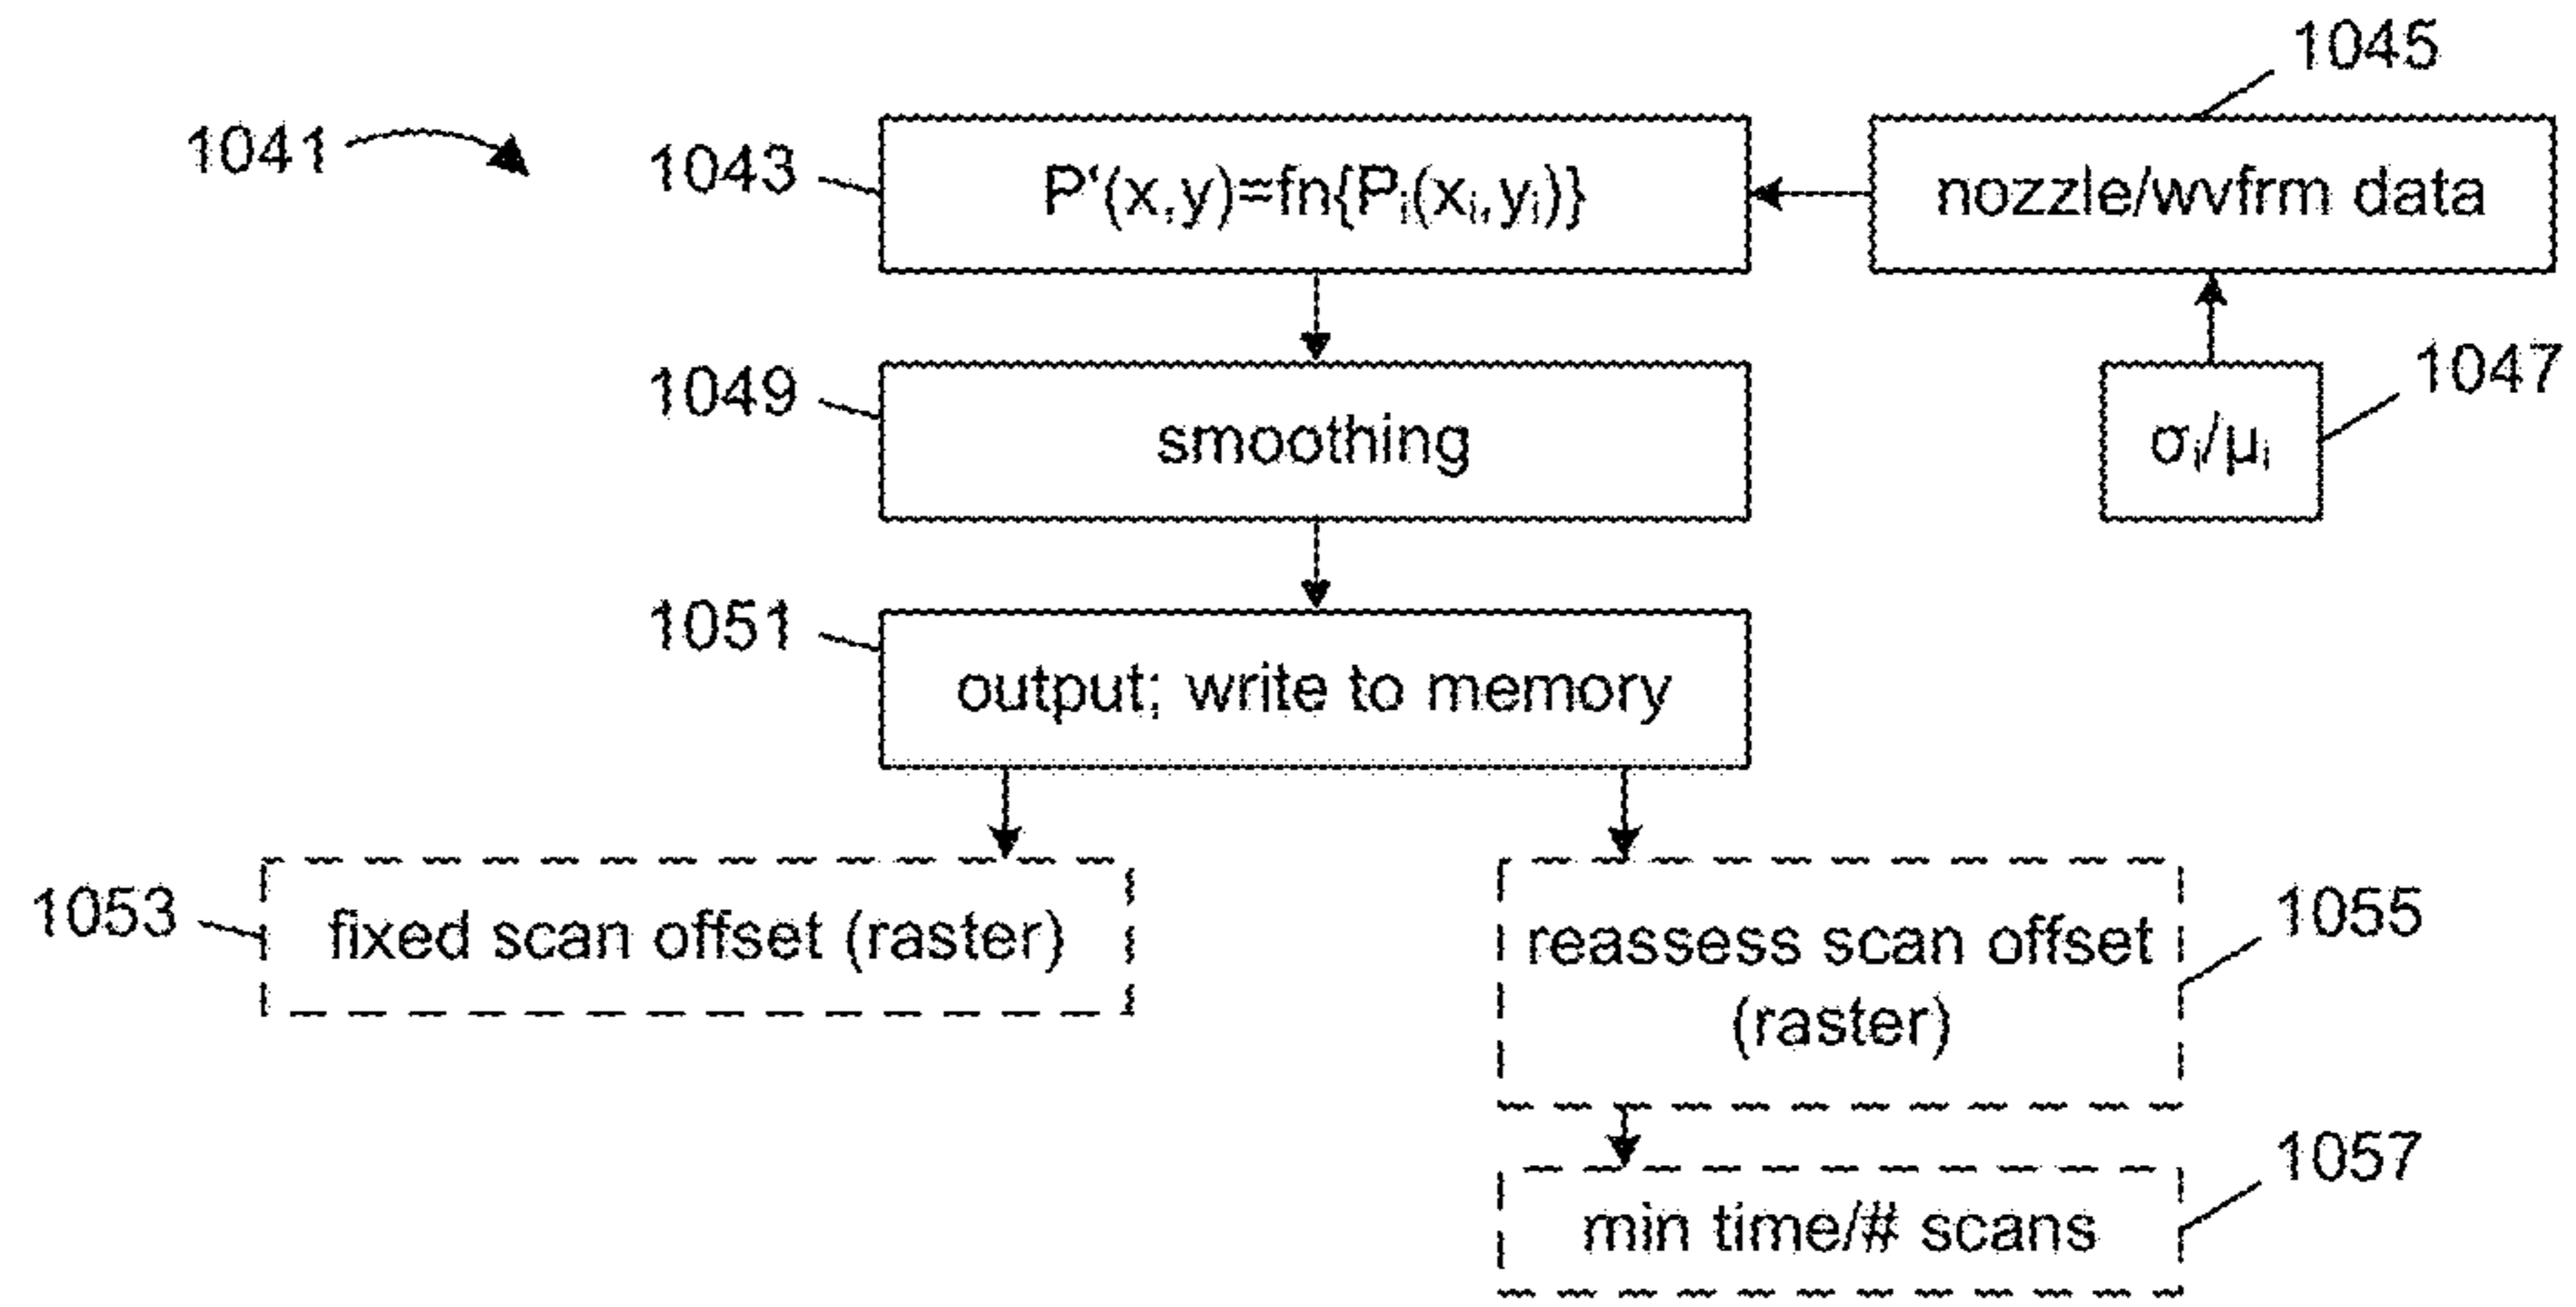 1045
1041
1043
P'(x,y)=fn{Pᵢ(xᵢ,yᵢ)}
nozzle/wvfrm data
1049
smoothing
1047
σᵢ/µᵢ
1051
output; write to memory
1053
fixed scan offset (raster)
1055
reassess scan offset
(raster)
1057
min time/# scans